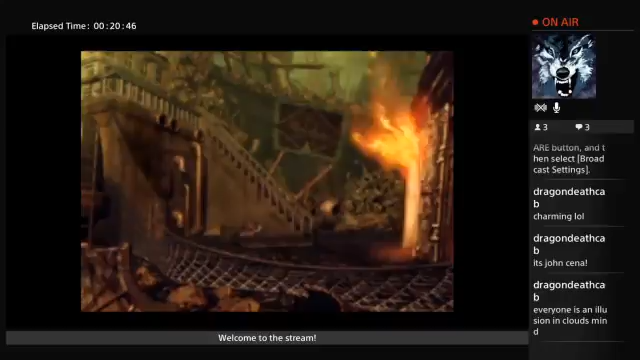 Elapsed Time: 00:20:46
ON AIR
3 3
ARE button, and t
hen select [Broad
cast Settings].
dragondeathca
b
charming lol
dragondeathca
b
its john cena!
dragondeathca
b
everyone is an illu
sion in clouds min
d
Welcome to the stream!